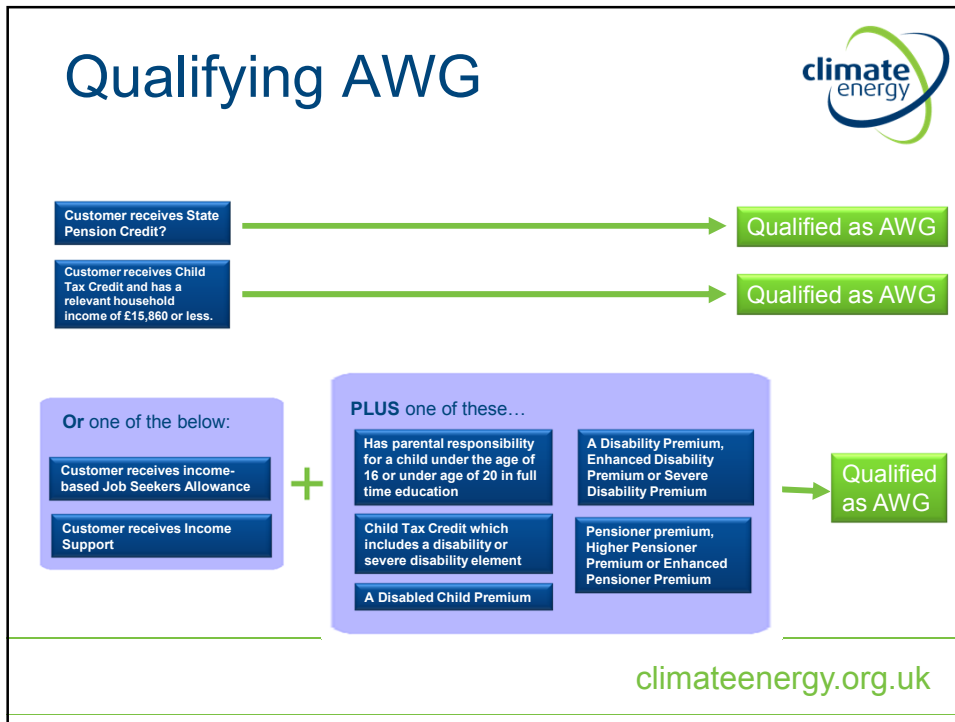 Qualifying AWG
climate
energy
Customer receives State
Pension Credit?
Qualified as AWG
Customer receives Child
Tax Credit and has a
relevant household
income of £15,860 or less.
Qualified as AWG
Or one of the below:
Customer receives income-
based Job Seekers Allowance
Customer receives Income
Support
+
PLUS one of these…
Has parental responsibility
for a child under the age of
16 or under age of 20 in full
time education
Child Tax Credit which
includes a disability or
severe disability element
A Disabled Child Premium
A Disability Premium,
Enhanced Disability
Premium or Severe
Disability Premium
Pensioner premium,
Higher Pensioner
Premium or Enhanced
Pensioner Premium
Qualified
as AWG
climateenergy.org.uk